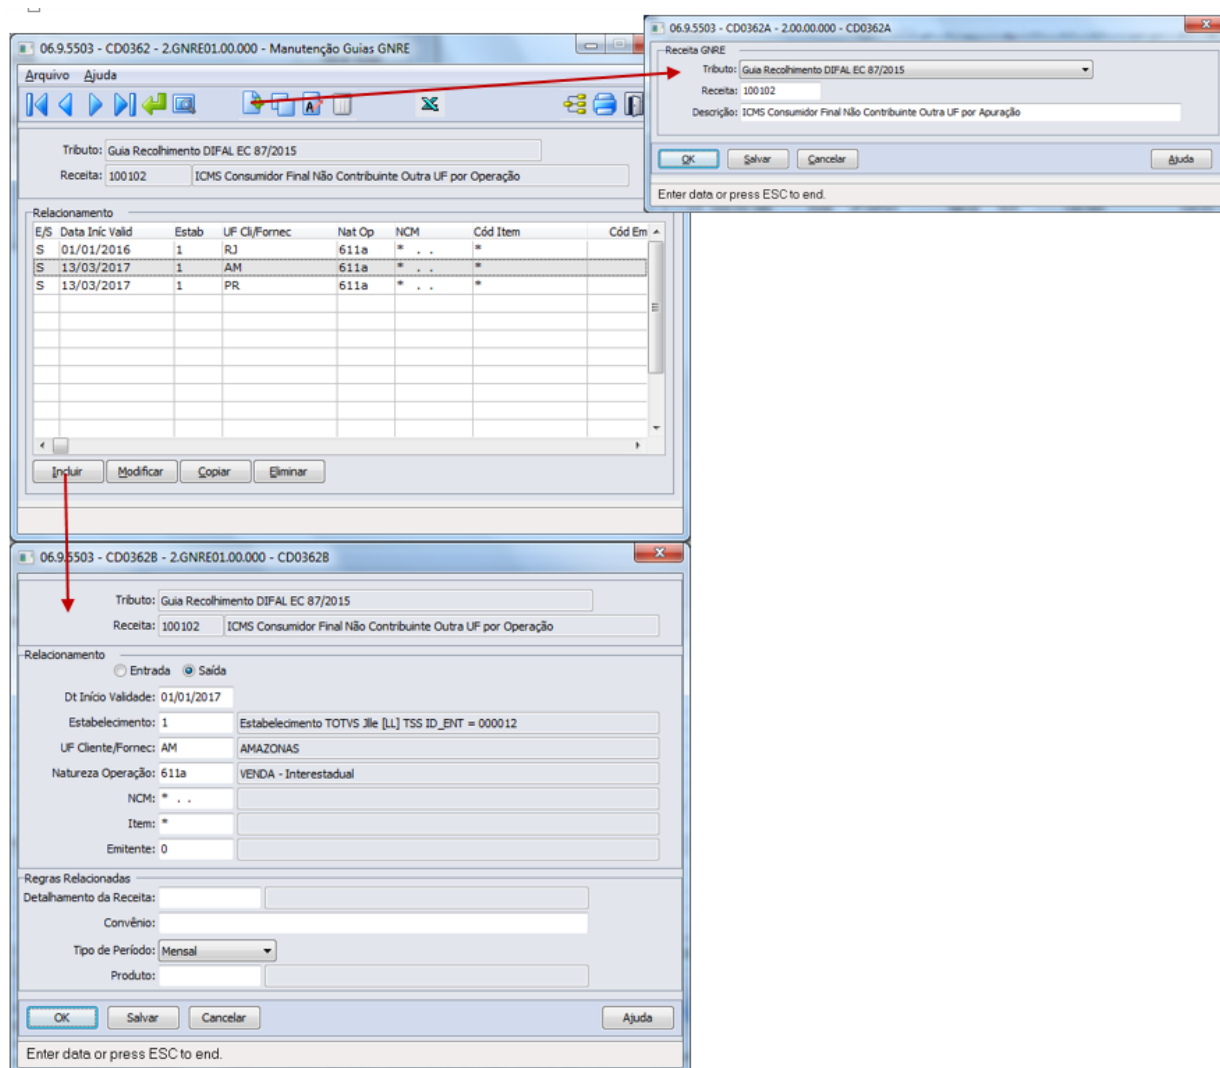 06.9.5503 - CD0362 - 2.GNRE01.00.000 - Manutenção Guias GNRE
Arquivo Ajuda
Tributo: Guia Recolhimento DIFAL EC 87/2015
Receita: 100102 ICMS Consumidor Final Não Contribuinte Outra UF por Operação
Relacionamento
E/S Data Iníc Valid Estab UF Cli/Fornec Nat Op NCM Cód Item Cód Em
S 01/01/2016 1 RJ 611a * . . *
S 13/03/2017 1 AM 611a * . . *
S 13/03/2017 1 PR 611a * . . *
Incluir Modificar Copiar Eliminar
06.9.5503 - CD0362A - 2.00.00.000 - CD0362A
Receita GNRE
Tributo: Guia Recolhimento DIFAL EC 87/2015
Receita: 100102
Descrição: ICMS Consumidor Final Não Contribuinte Outra UF por Apuração
OK Salvar Cancelar Ajuda
Enter data or press ESC to end.
06.9.5503 - CD0362B - 2.GNRE01.00.000 - CD0362B
Tributo: Guia Recolhimento DIFAL EC 87/2015
Receita: 100102 ICMS Consumidor Final Não Contribuinte Outra UF por Operação
Relacionamento
Entrada Saída
Dt Início Validade: 01/01/2017
Estabelecimento: 1 Estabelecimento TOTVS Jlle [LL] TSS ID_ENT = 000012
UF Cliente/Fornec: AM AMAZONAS
Natureza Operação: 611a VENDA - Interestadual
NCM: * . .
Item: *
Emitente: 0
Regras Relacionadas
Detalhamento da Receita:
Convênio:
Tipo de Período: Mensal
Produto:
OK Salvar Cancelar Ajuda
Enter data or press ESC to end.